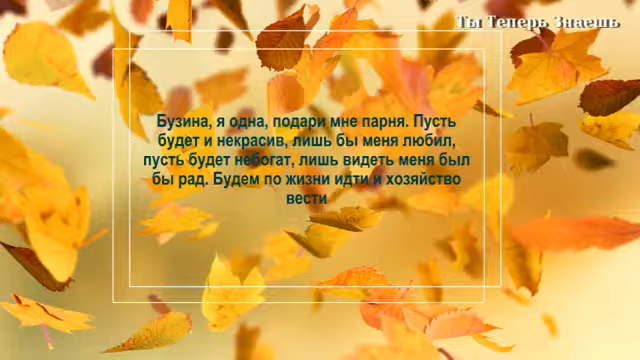 Ты Теперь Знаешь
Бузина, я одна, подари мне парня. Пусть
будет и некрасив, лишь бы меня любил,
пусть будет небогат, лишь видеть меня был
бы рад. Будем по жизни идти и хозяйство
вести